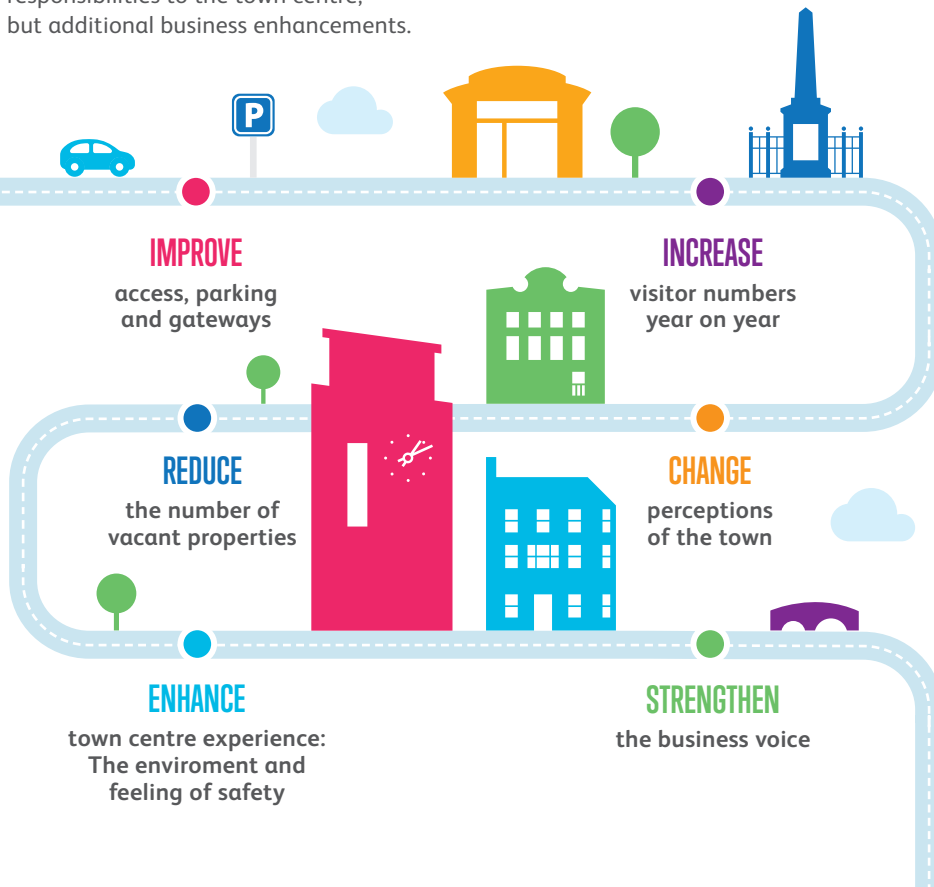 responsibilities to the town centre,
but additional business enhancements.
P
IMPROVE
access, parking
and gateways
INCREASE
visitor numbers
year on year
REDUCE
the number of
vacant properties
CHANGE
perceptions
of the town
ENHANCE
town centre experience:
The enviroment and
feeling of safety
STRENGTHEN
the business voice